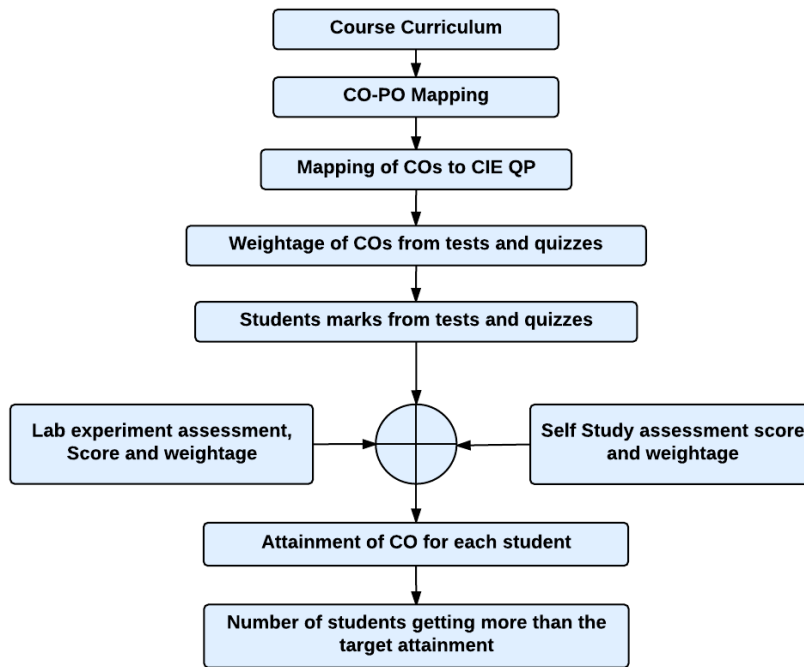 Course Curriculum
CO-PO Mapping
Mapping of COs to CIE QP
Weightage of COs from tests and quizzes
Students marks from tests and quizzes
Lab experiment assessment,
Score and weightage
Self Study assessment score
and weightage
Attainment of CO for each student
Number of students getting more than the
target attainment